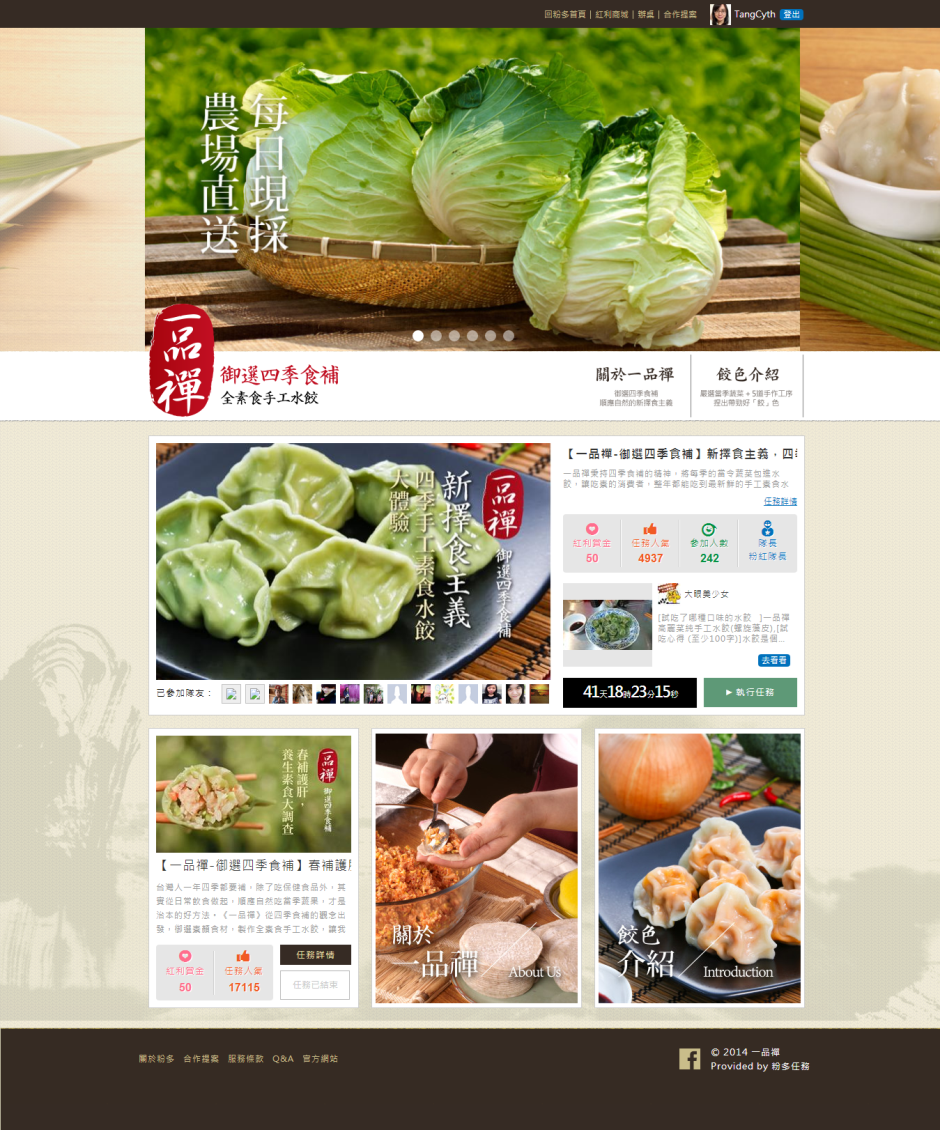 回粉多首頁 | 紅利商城 | 辦桌 | 合作提案 TangCyth 登出
每日現採
農場直送
一品禪
御選四季食補
全素食手工水餃
關於一品禪
御選四季食補
順應自然的新擇食主義
餃色介紹
嚴選當季蔬菜 + 5道手作工序
捏出帶勁好「餃」色
一品禪
御選四季食補
新擇食主義
四季手工素食水餃
大體驗
已參加隊友：
【一品禪-御選四季食補】新擇食主義，四
一品禪秉持四季食補的精神，將每季的當令蔬菜包進水
餃，讓吃素的消費者，整年都能吃到最新鮮的手工素食水
任務詳情
紅利賞金
50
任務人氣
4937
參加人數
242
隊長
粉紅隊長
大眼美少女
[試吃了哪種口味的水餃 ]一品禪
高麗菜純手工水餃(螺旋藻皮),[試
吃心得 (至少100字)]水餃是個...
去看看
41天18時23分15秒
▶ 執行任務
一品禪
御選四季食補
春補護肝，
養生素食大調查
【一品禪-御選四季食補】春補護
台灣人一年四季都要補，除了吃保健食品外，其
實從日常飲食做起，順應自然吃當季蔬果，才是
治本的好方法。《一品禪》從四季食補的觀念出
發，御選素顏食材，製作全素食手工水餃，讓我
紅利賞金
50
任務人氣
17115
任務詳情
任務已結束
關於
一品禪
About Us
餃色
介紹
Introduction
關於粉多 合作提案 服務條款 Q&A 官方網站
© 2014 一品禪
Provided by 粉多任務